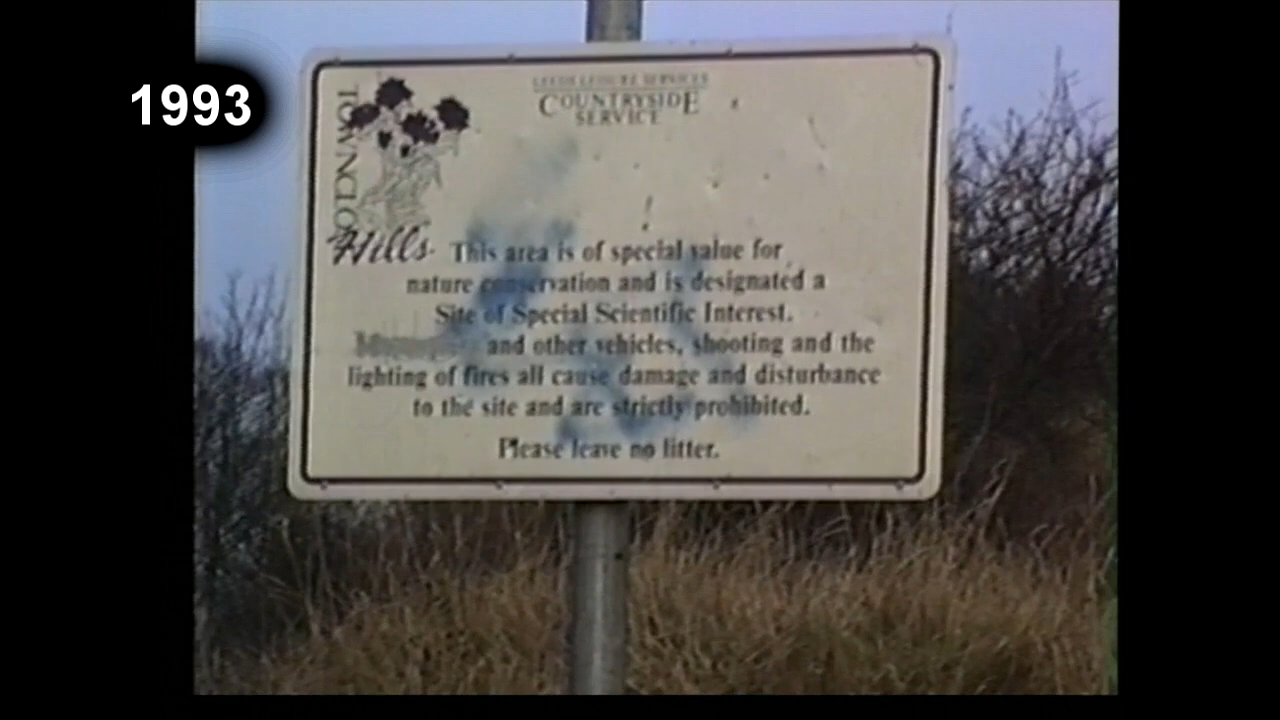 1993
LEEDS LEISURE SERVICES
COUNTRYSIDE
SERVICE
TOWNCLO
Hills
This area is of special value for
nature conservation and is designated a
Site of Special Scientific Interest.
and other vehicles, shooting and the
lighting of fires all cause damage and disturbance
to the site and are strictly prohibited.
Please leave no litter.